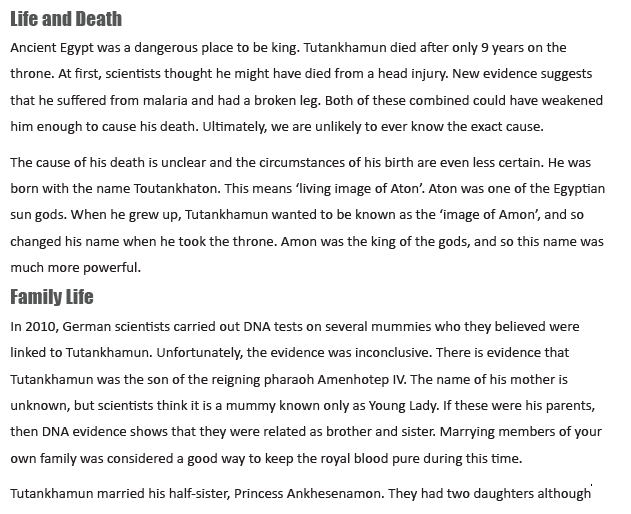 Life and Death
Ancient Egypt was a dangerous place to be king. Tutankhamun died after only 9 years on the
throne. At first, scientists thought he might have died from a head injury. New evidence suggests
that he suffered from malaria and had a broken leg. Both of these combined could have weakened
him enough to cause his death. Ultimately, we are unlikely to ever know the exact cause.
The cause of his death is unclear and the circumstances of his birth are even less certain. He was
born with the name Toutankhaton. This means ‘living image of Aton’. Aton was one of the Egyptian
sun gods. When he grew up, Tutankhamun wanted to be known as the ‘image of Amon’, and so
changed his name when he took the throne. Amon was the king of the gods, and so this name was
much more powerful.
Family Life
In 2010, German scientists carried out DNA tests on several mummies who they believed were
linked to Tutankhamun. Unfortunately, the evidence was inconclusive. There is evidence that
Tutankhamun was the son of the reigning pharaoh Amenhotep IV. The name of his mother is
unknown, but scientists think it is a mummy known only as Young Lady. If these were his parents,
then DNA evidence shows that they were related as brother and sister. Marrying members of your
own family was considered a good way to keep the royal blood pure during this time.
Tutankhamun married his half-sister, Princess Ankhesenamon. They had two daughters although